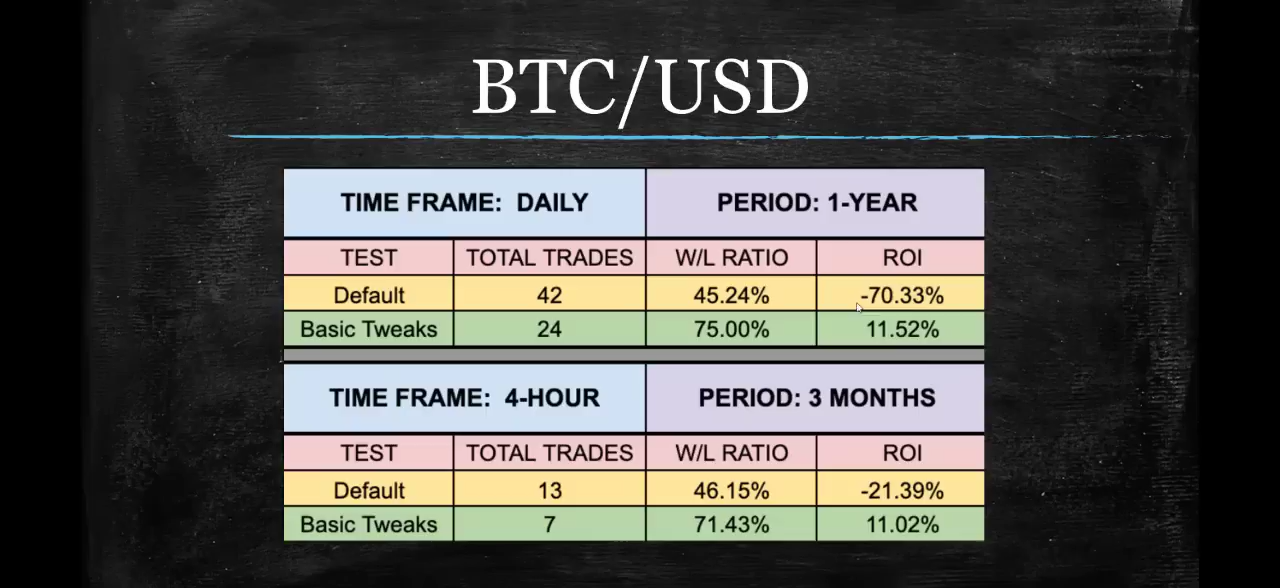 BTC/USD
TIME FRAME:  DAILY PERIOD: 1-YEAR
TEST TOTAL TRADES W/L RATIO ROI
Default 42 45.24% -70.33%
Basic Tweaks 24 75.00% 11.52%
TIME FRAME:  4-HOUR PERIOD: 3 MONTHS
TEST TOTAL TRADES W/L RATIO ROI
Default 13 46.15% -21.39%
Basic Tweaks 7 71.43% 11.02%